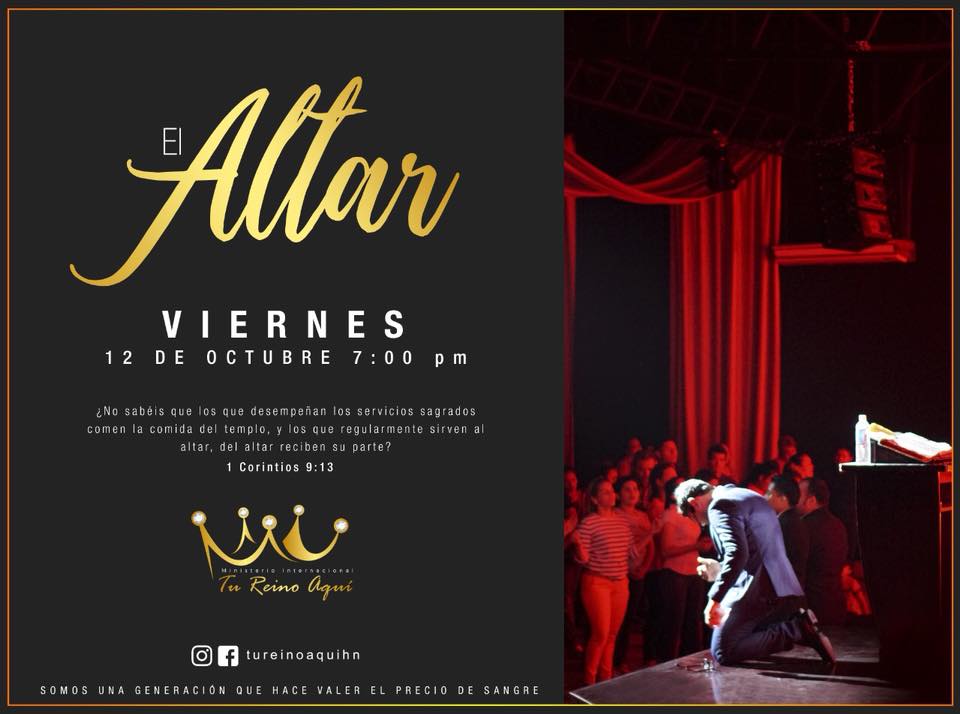 El Altar
VIERNES
12 DE OCTUBRE 7:00 pm
¿No sabéis que los que desempeñan los servicios sagrados
comen la comida del templo, y los que regularmente sirven al
altar, del altar reciben su parte?
1 Corintios 9:13
Ministerio Internacional
Tu Reino Aquí
tureinoaquihn
SOMOS UNA GENERACIÓN QUE HACE VALER EL PRECIO DE SANGRE